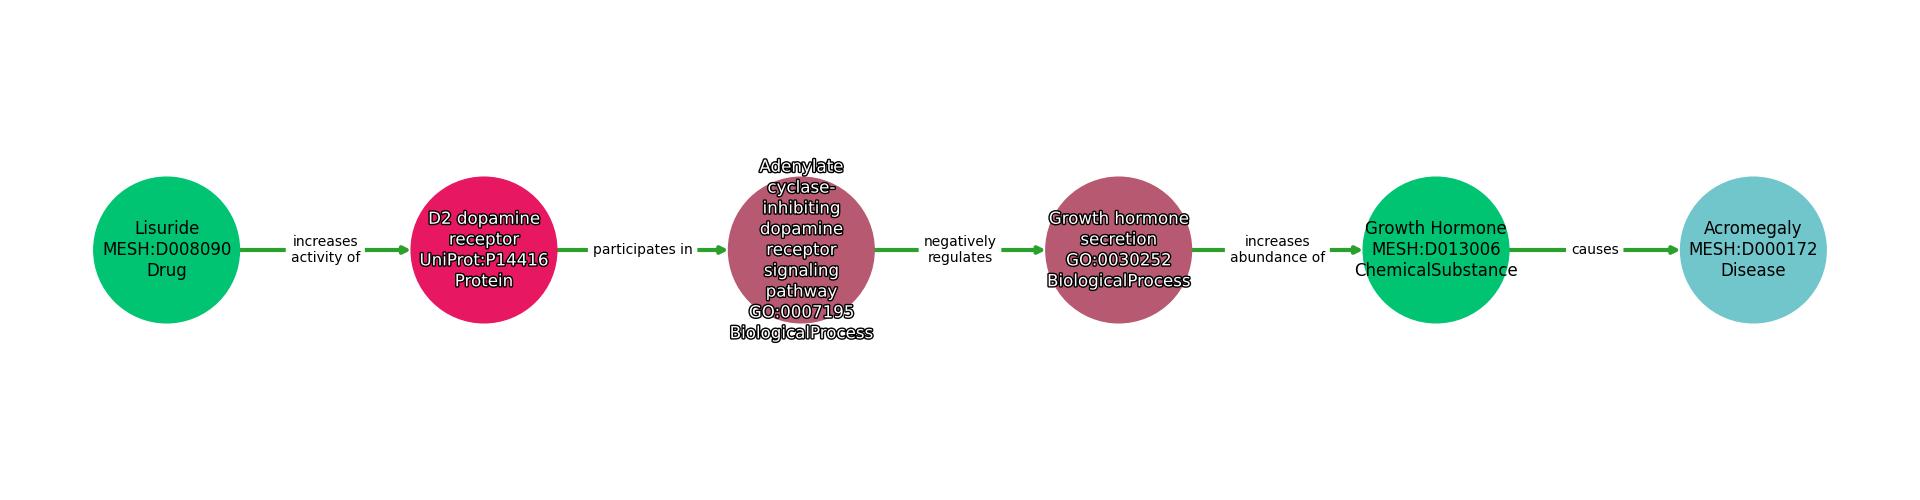 Lisuride
MESH:D008090
Drug
increases
activity of
D2 dopamine
receptor
UniProt:P14416
Protein
participates in
Adenylate
cyclase-
inhibiting
dopamine
receptor
signaling
pathway
GO:0007195
BiologicalProcess
negatively
regulates
Growth hormone
secretion
GO:0030252
BiologicalProcess
increases
abundance of
Growth Hormone
MESH:D013006
ChemicalSubstance
causes
Acromegaly
MESH:D000172
Disease